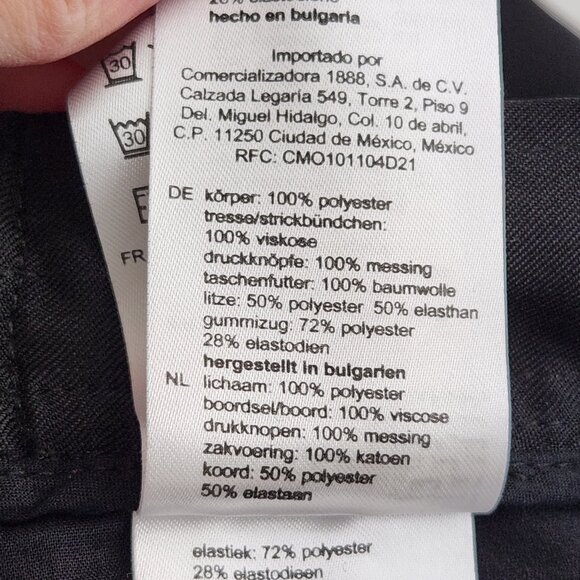 28% elastodieno
hecho en bulgaria
Importado por
Comercializadora 1888, S.A. de C.V.
Calzada Legaria 549, Torre 2, Piso 9
Del. Miguel Hidalgo, Col. 10 de abril,
C.P. 11250 Ciudad de México, México
RFC: CMO101104D21
30
30
FR
DE körper: 100% polyester
tresse/strickbündchen:
100% viskose
druckknöpfe: 100% messing
taschenfutter: 100% baumwolle
litze: 50% polyester 50% elasthan
gummizug: 72% polyester
28% elastodien
hergestellt in bulgarien
NL lichaam: 100% polyester
boordsel/boord: 100% viscose
drukknopen: 100% messing
zakvoering: 100% katoen
koord: 50% polyester
50% elastaan
elastiek: 72% polyester
28% elastodieen